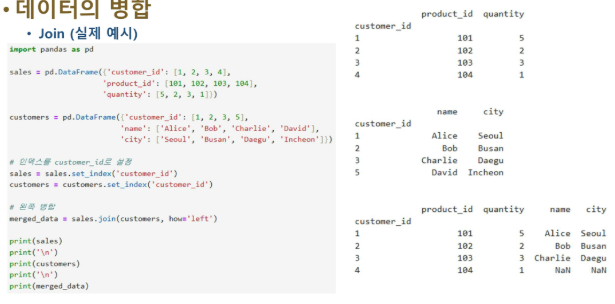 • 데이터의 병합
• Join (실제 예시)
import pandas as pd
sales = pd.DataFrame({'customer_id': [1, 2, 3, 4],
'product_id': [101, 102, 103, 104],
'quantity': [5, 2, 3, 1]})
customers = pd.DataFrame({'customer_id': [1, 2, 3, 5],
'name': ['Alice', 'Bob', 'Charlie', 'David'],
'city': ['Seoul', 'Busan', 'Daegu', 'Incheon']})
# 인덱스를 customer_id로 설정
sales = sales.set_index('customer_id')
customers = customers.set_index('customer_id')
# 왼쪽 병합
merged_data = sales.join(customers, how='left')
print(sales)
print('\n')
print(customers)
print('\n')
print(merged_data)
product_id quantity
customer_id
1 101 5
2 102 2
3 103 3
4 104 1
name city
customer_id
1 Alice Seoul
2 Bob Busan
3 Charlie Daegu
5 David Incheon
product_id quantity name city
customer_id
1 101 5 Alice Seoul
2 102 2 Bob Busan
3 103 3 Charlie Daegu
4 104 1 NaN NaN